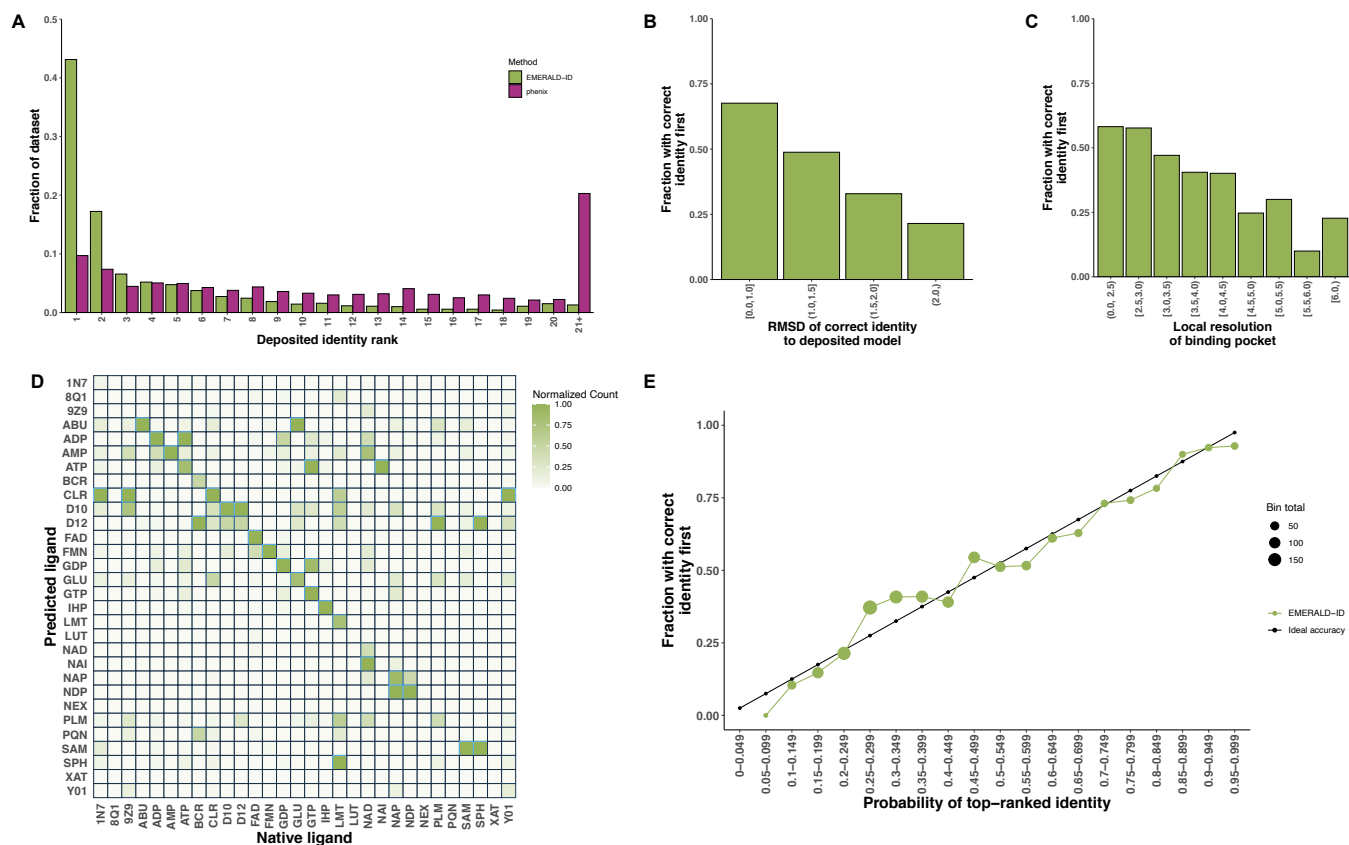 A
0.5
0.4
0.3
0.2
0.1
0.0
Fraction of dataset
Method
EMERALD-ID
phenix
1 2 3 4 5 6 7 8 9 10 11 12 13 14 15 16 17 18 19 20 21+
Deposited identity rank
B
1.00
0.75
0.50
0.25
0.00
Fraction with correct
identity first
[0.0,1.0] (1.0,1.5] (1.5,2.0] (2.0,)
RMSD of correct identity
to deposited model
C
1.00
0.75
0.50
0.25
0.00
Fraction with correct
identity first
(0.0, 2.5) [2.5,3.0) [3.0,3.5) [3.5,4.0) [4.0,4.5) [4.5,5.0) [5.0,5.5) [5.5,6.0) [6.0,)
Local resolution
of binding pocket
D
Predicted ligand
1N7
8Q1
9Z9
ABU
ADP
AMP
ATP
BCR
CLR
D10
D12
FAD
FMN
GDP
GLU
GTP
IHP
LMT
LUT
NAD
NAI
NAP
NDP
NEX
PLM
PQN
SAM
SPH
XAT
Y01
1N7 8Q1 9Z9 ABU ADP AMP ATP BCR CLR D10 D12 FAD FMN GDP GLU GTP IHP LMT LUT NAD NAI NAP NDP NEX PLM PQN SAM SPH XAT Y01
Native ligand
Normalized Count
1.00
0.75
0.50
0.25
0.00
E
1.00
0.75
0.50
0.25
0.00
Fraction with correct
identity first
0–0.049 0.05–0.099 0.1–0.149 0.15–0.199 0.2–0.249 0.25–0.299 0.3–0.349 0.35–0.399 0.4–0.449 0.45–0.499 0.5–0.549 0.55–0.599 0.6–0.649 0.65–0.699 0.7–0.749 0.75–0.799 0.8–0.849 0.85–0.899 0.9–0.949 0.95–0.999
Probability of top–ranked identity
Bin total
50
100
150
EMERALD–ID
Ideal accuracy